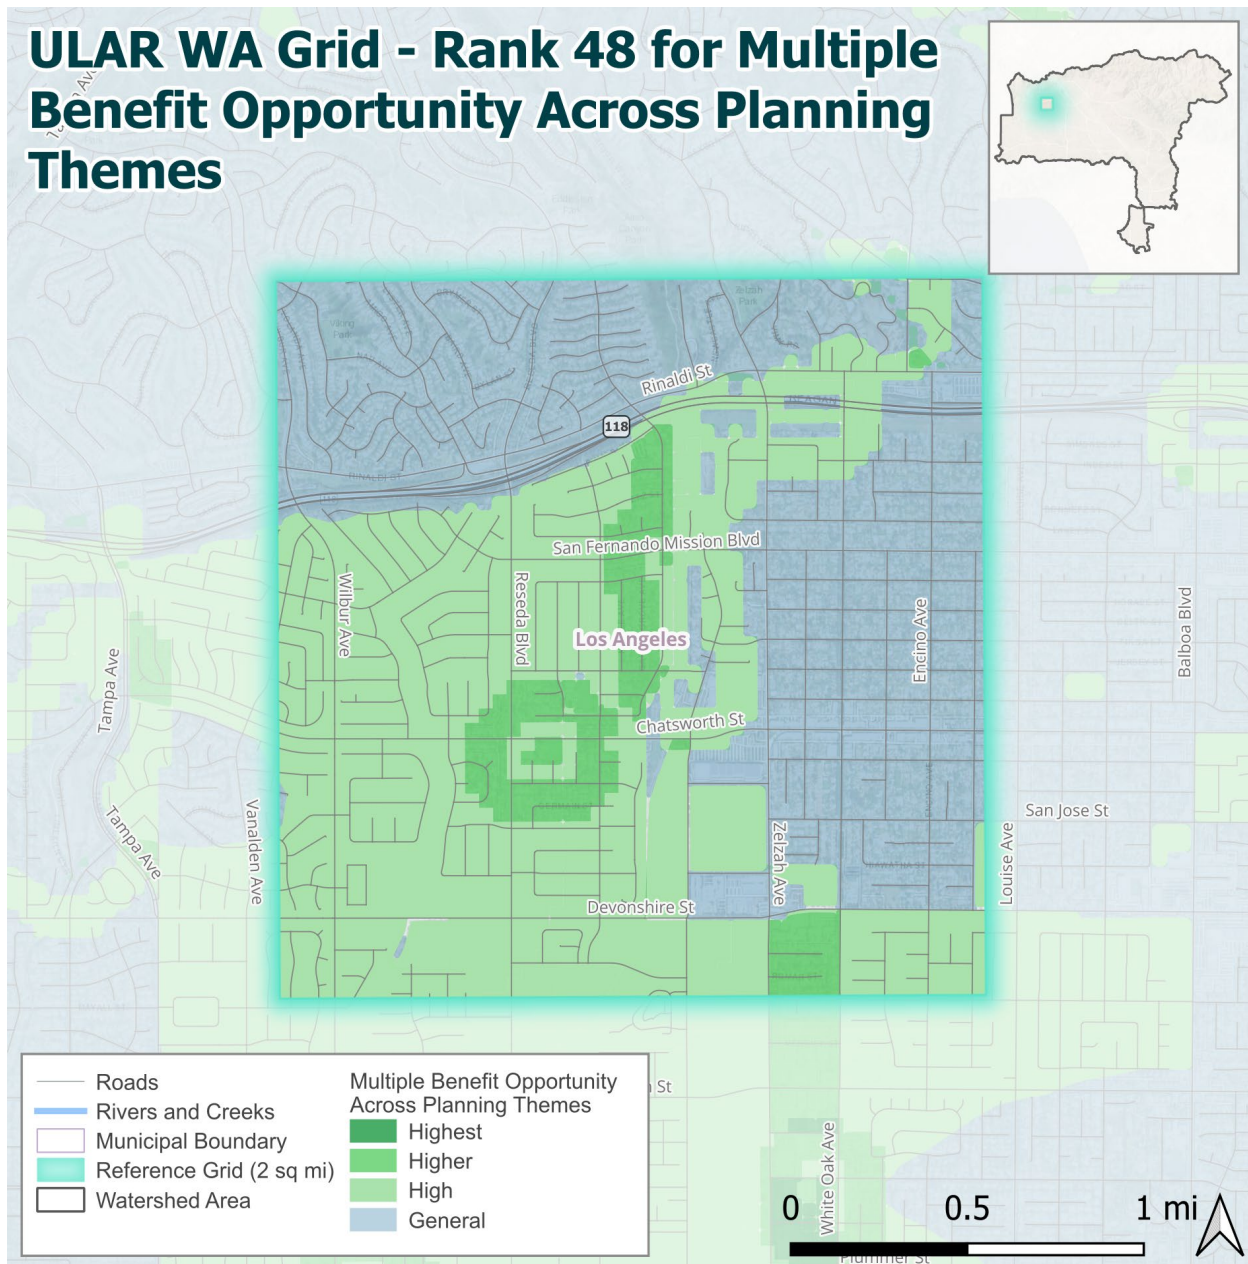 ULAR WA Grid - Rank 48 for Multiple
Benefit Opportunity Across Planning
Themes
Rinaldi St
118
RINALDI ST
San Fernando Mission Blvd
Wilbur Ave
Reseda Blvd
Los Angeles
Encino Ave
Balboa Blvd
Tampa Ave
Chatsworth St
Tampa Ave
Vanalden Ave
San Jose St
Zelzah Ave
Louise Ave
Devonshire St
White Oak Ave
Plummer St
Roads
Rivers and Creeks
Municipal Boundary
Reference Grid (2 sq mi)
Watershed Area
Multiple Benefit Opportunity
Across Planning Themes
Highest
Higher
High
General
0 0.5 1 mi